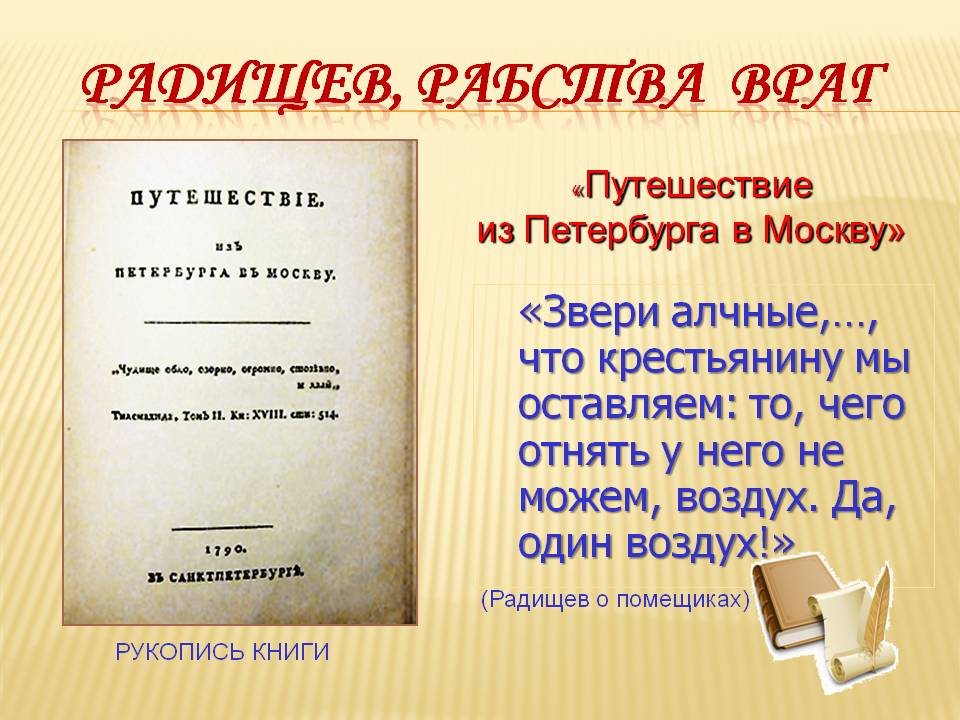 РАДИЩЕВ, РАБСТВА ВРАГ
ПУТЕШЕСТВІЕ.
изъ
ПЕТЕРБУРГА ВЪ МОСКВУ.
„Чудище обло, озорно, огромно, стозѣвно,
и лаяй„
Тилемахида, Томъ II. Кн: XVIII. стих: 514.
1790.
ВЪ САНКТПЕТЕРБУРГѢ.
РУКОПИСЬ КНИГИ
«Путешествие
из Петербурга в Москву»
«Звери алчные,…,
что крестьянину мы
оставляем: то, чего
отнять у него не
можем, воздух. Да,
один воздух!»
(Радищев о помещиках)